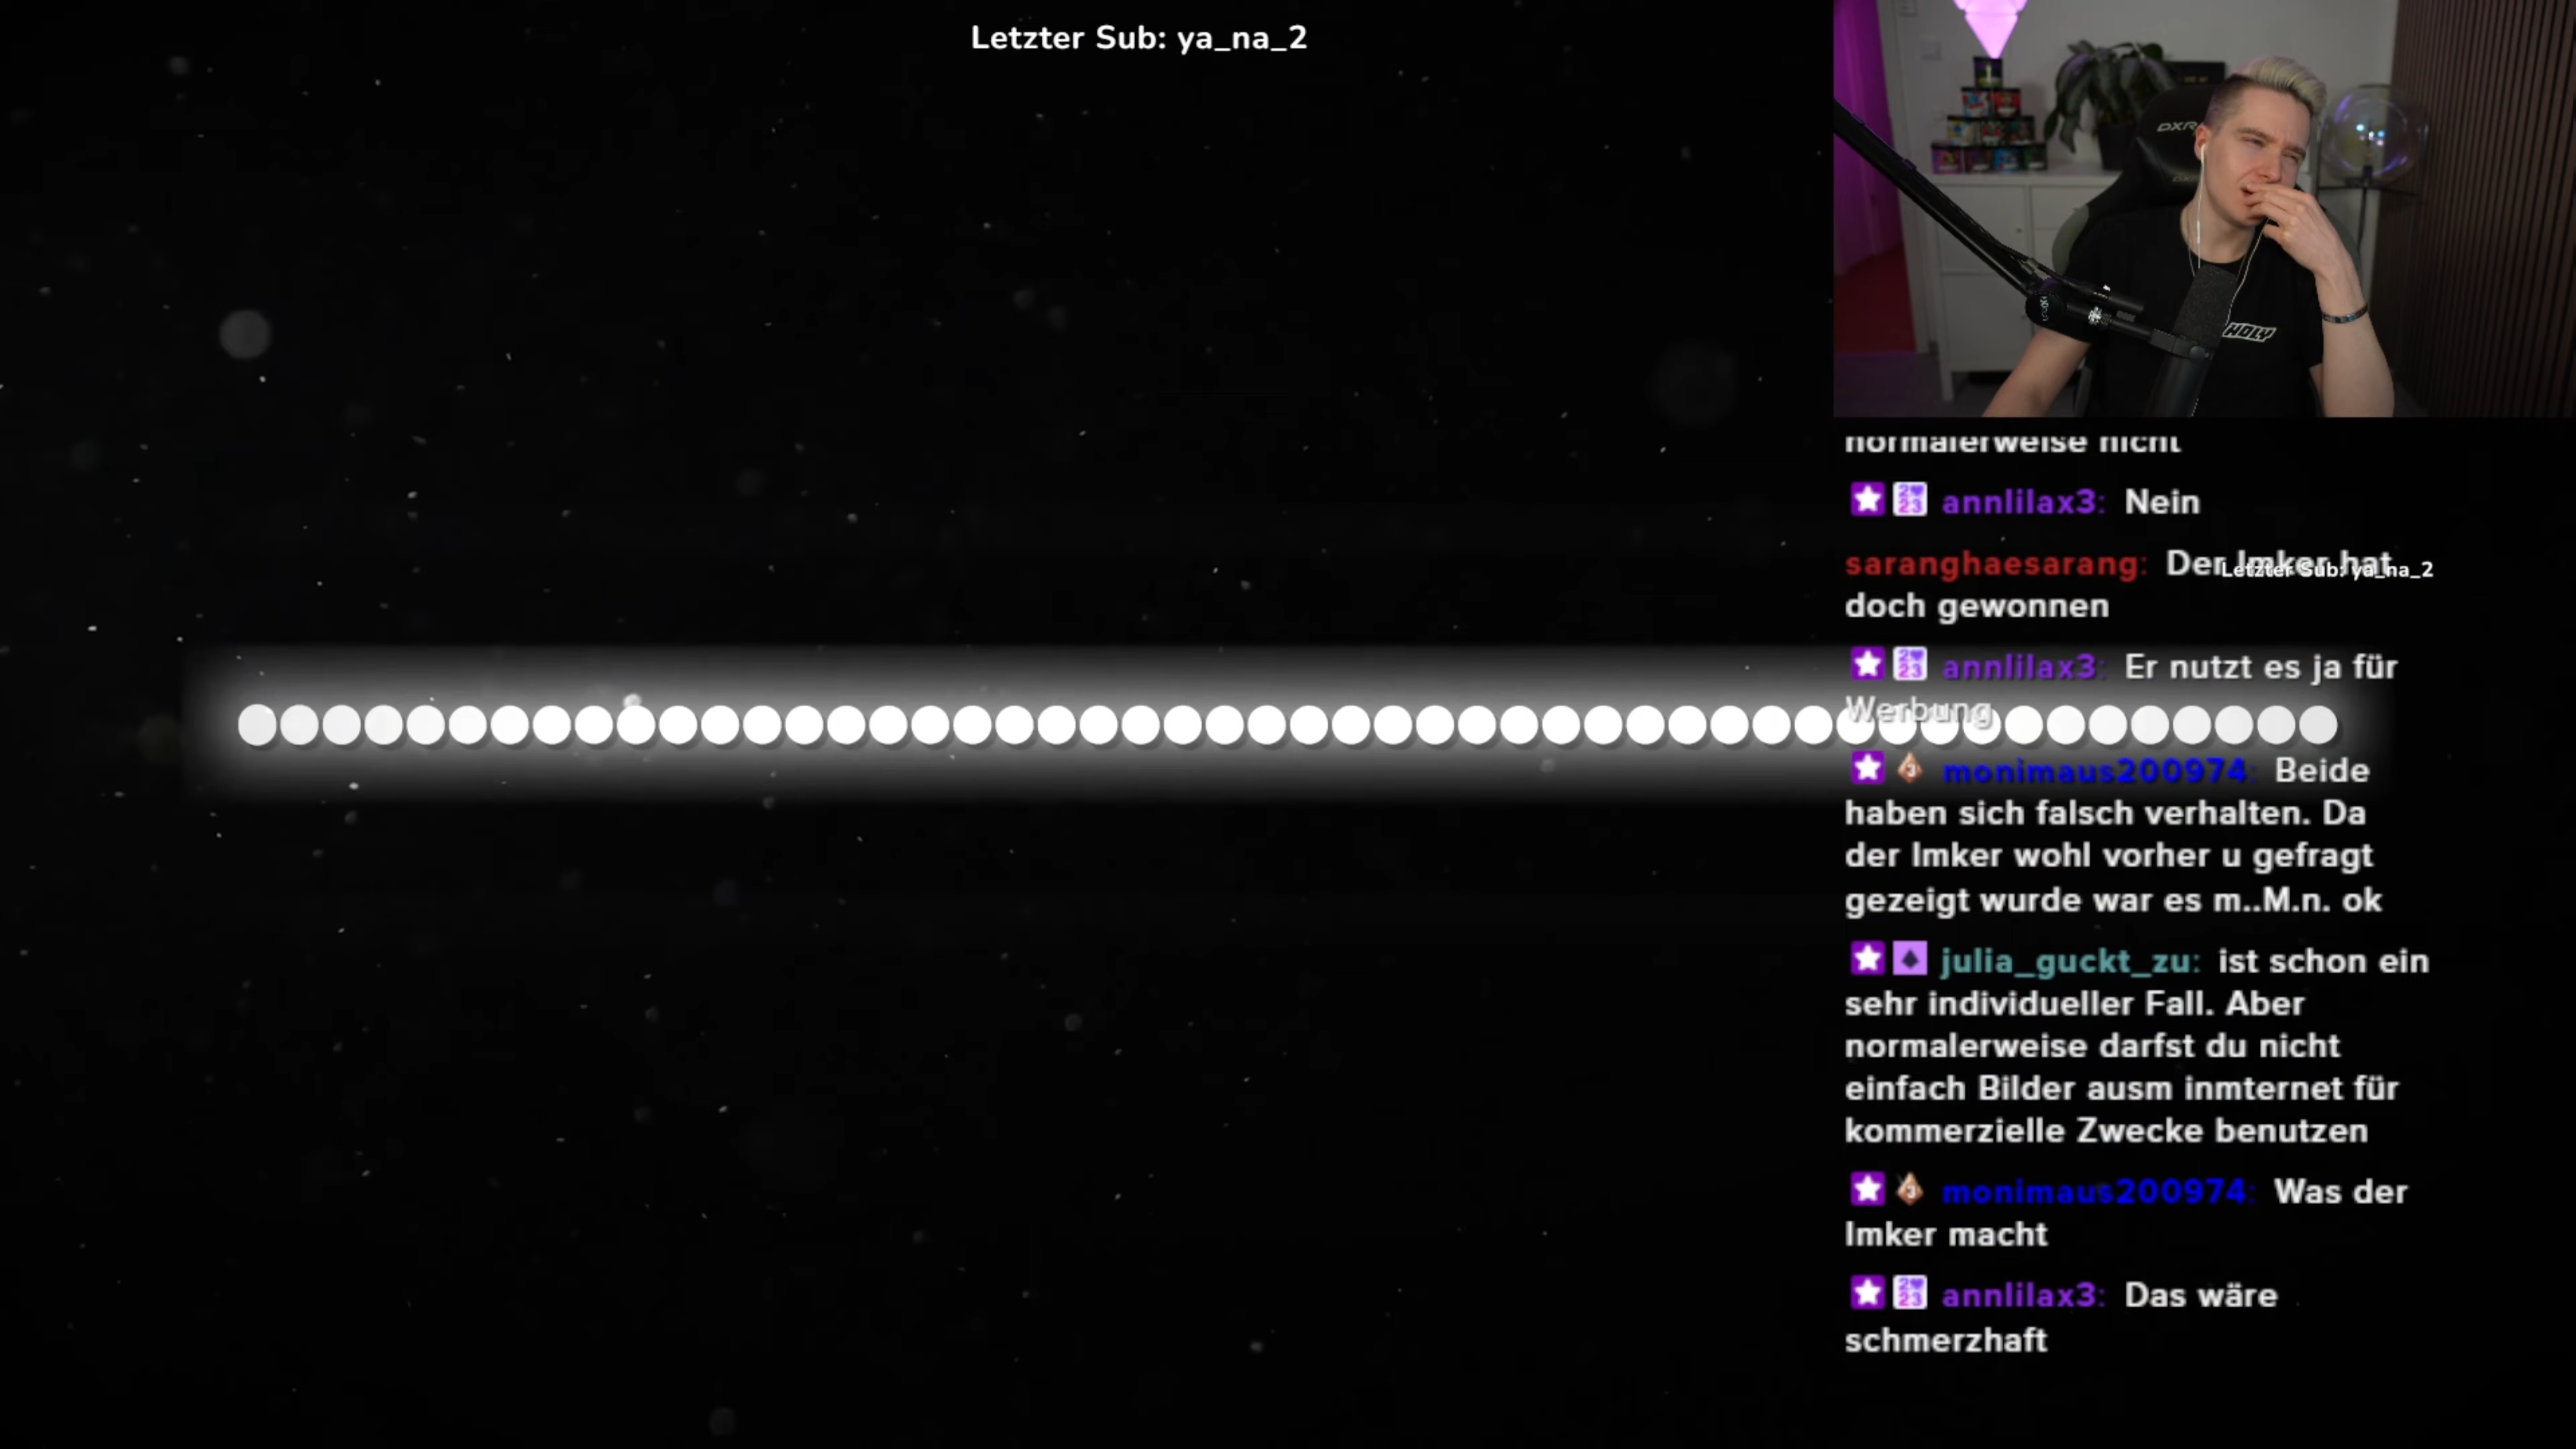 Letzter Sub: ya_na_2
DXR
HOLY
normalerweise nicht
annlilax3: Nein
saranghaesarang: Der Imker hat
Letzter Sub: ya_na_2
doch gewonnen
annlilax3: Er nutzt es ja für
Werbung
monimaus200974: Beide
haben sich falsch verhalten. Da
der Imker wohl vorher u gefragt
gezeigt wurde war es m..M.n. ok
julia_guckt_zu: ist schon ein
sehr individueller Fall. Aber
normalerweise darfst du nicht
einfach Bilder ausm inmternet für
kommerzielle Zwecke benutzen
monimaus200974: Was der
Imker macht
annlilax3: Das wäre
schmerzhaft